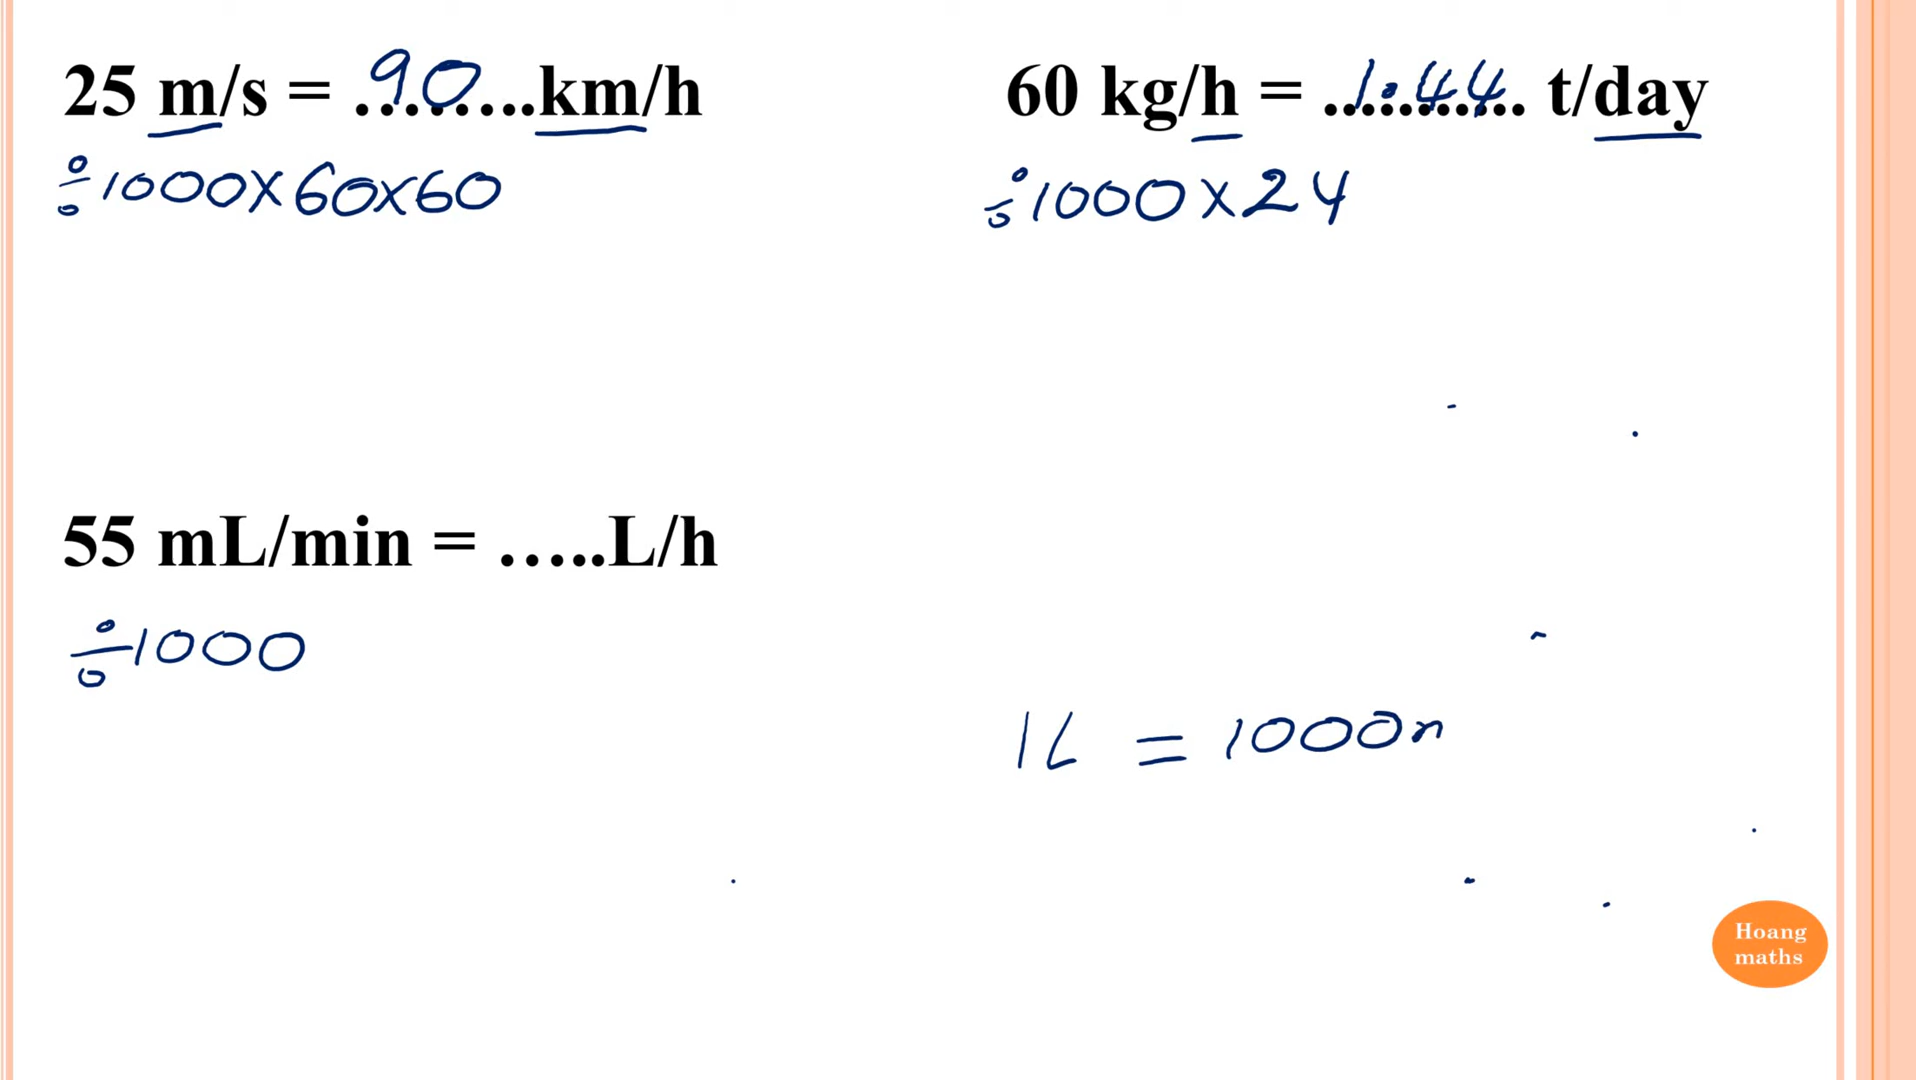 25 m/s = ...90.....km/h
÷1000×60×60
60 kg/h = ...1.44... t/day
÷1000×24
55 mL/min = …..L/h
÷1000
1L = 1000m
Hoang
maths